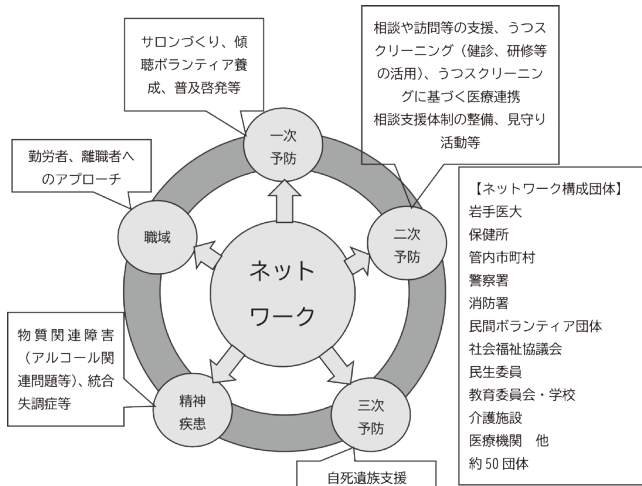 サロンづくり、傾
聴ボランティア養
成、普及啓発等
相談や訪問等の支援、うつス
クリーニング（健診、研修等
の活用）、うつスクリーニン
グに基づく医療連携
相談支援体制の整備、見守り
活動等
一次
予防
勤労者、離職者へ
のアプローチ
職域
二次
予防
ネット
ワーク
【ネットワーク構成団体】
岩手医大
保健所
管内市町村
警察署
消防署
民間ボランティア団体
社会福祉協議会
民生委員
教育委員会・学校
介護施設
医療機関　他
約50団体
物質関連障害
（アルコール関
連問題等）、統合
失調症等
精神
疾患
三次
予防
自死遺族支援